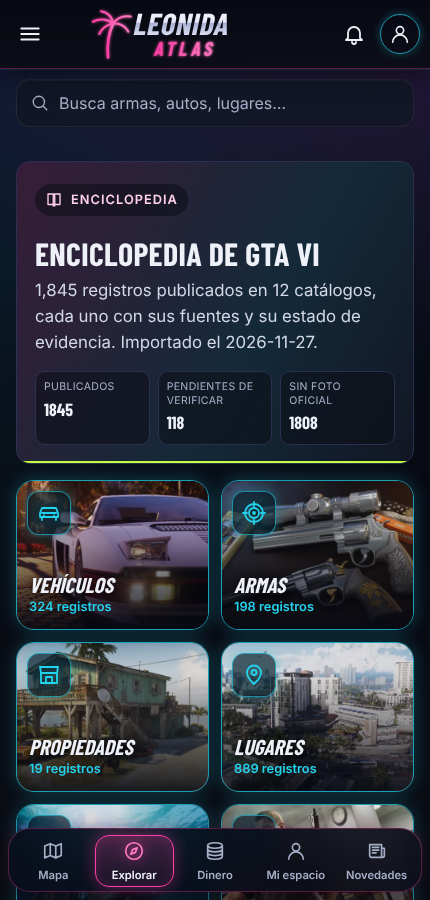 LEONIDA
ATLAS
Busca armas, autos, lugares...
ENCICLOPEDIA
ENCICLOPEDIA DE GTA VI
1,845 registros publicados en 12 catálogos,
cada uno con sus fuentes y su estado de
evidencia. Importado el 2026-11-27.
PUBLICADOS
1845
PENDIENTES DE
VERIFICAR
118
SIN FOTO
OFICIAL
1808
VEHÍCULOS
324 registros
ARMAS
198 registros
PROPIEDADES
19 registros
LUGARES
889 registros
Mapa
Explorar
Dinero
Mi espacio
Novedades